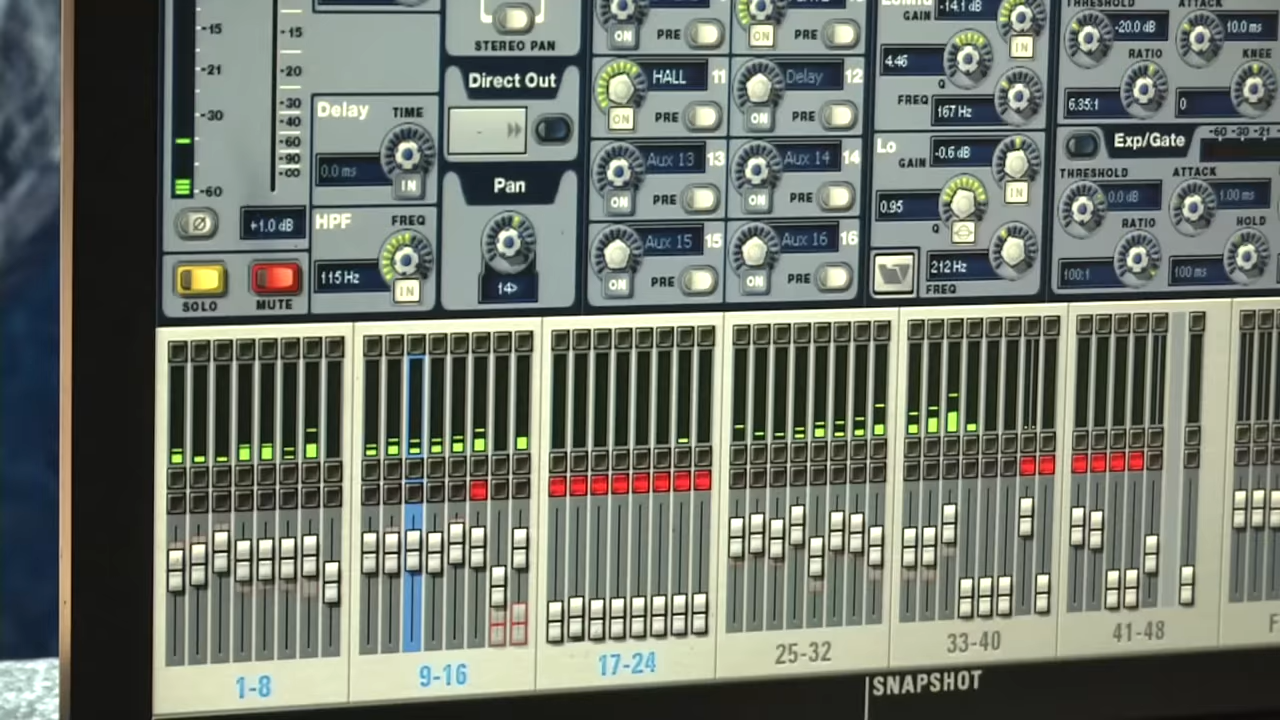 -15
-21
-30
-60
-15
-20
-30
-40
-60
-90
-oo
+1.0 dB
SOLO
MUTE
Delay
TIME
0.0 ms
IN
HPF
FREQ
115 Hz
IN
STEREO PAN
Direct Out
-
Pan
14>
ON
PRE
ON
PRE
HALL
11
Delay
12
ON
PRE
ON
PRE
Aux 13
13
Aux 14
14
ON
PRE
ON
PRE
Aux 15
15
Aux 16
16
ON
PRE
ON
PRE
GAIN
-14.1 dB
IN
4.46
Q
FREQ
167 Hz
Lo
GAIN
-0.6 dB
IN
0.95
Q
212 Hz
FREQ
THRESHOLD
-20.0 dB
ATTACK
10.0 ms
RATIO
KNEE
6.35:1
0
Exp/Gate
-60 -30 -21
THRESHOLD
0.0 dB
ATTACK
1.00 ms
RATIO
HOLD
100:1
100 ms
1-8
9-16
17-24
25-32
33-40
41-48
F
SNAPSHOT